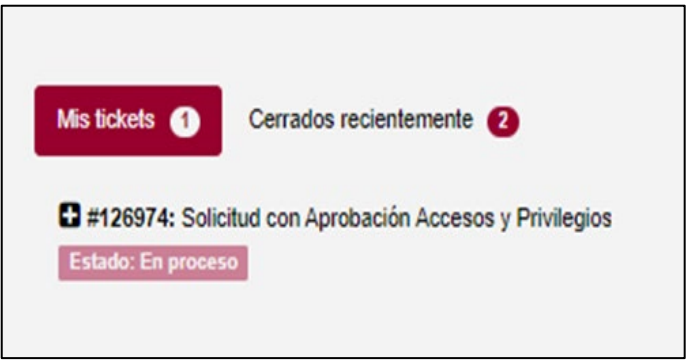 Mis tickets 1 Cerrados recientemente 2
#126974: Solicitud con Aprobación Accesos y Privilegios
Estado: En proceso